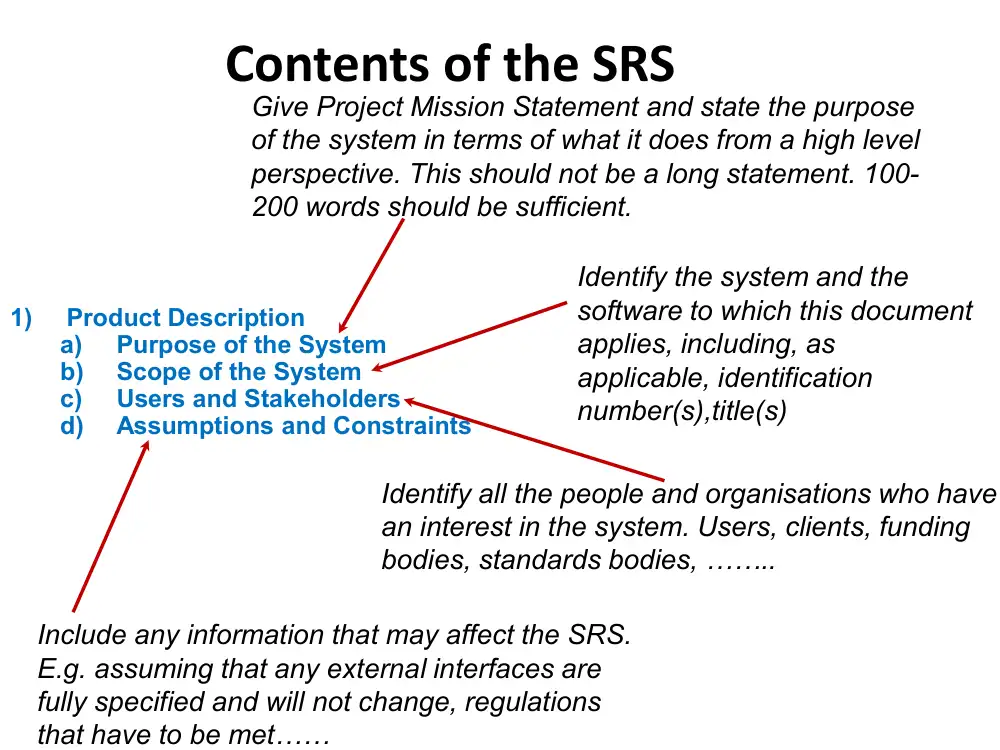 Contents of the SRS
Give Project Mission Statement and state the purpose
of the system in terms of what it does from a high level
perspective. This should not be a long statement. 100-
200 words should be sufficient.
Identify the system and the
software to which this document
applies, including, as
applicable, identification
number(s),title(s)
1) Product Description
a) Purpose of the System
b) Scope of the System
c) Users and Stakeholders
d) Assumptions and Constraints
Identify all the people and organisations who have
an interest in the system. Users, clients, funding
bodies, standards bodies, ……..
Include any information that may affect the SRS.
E.g. assuming that any external interfaces are
fully specified and will not change, regulations
that have to be met……